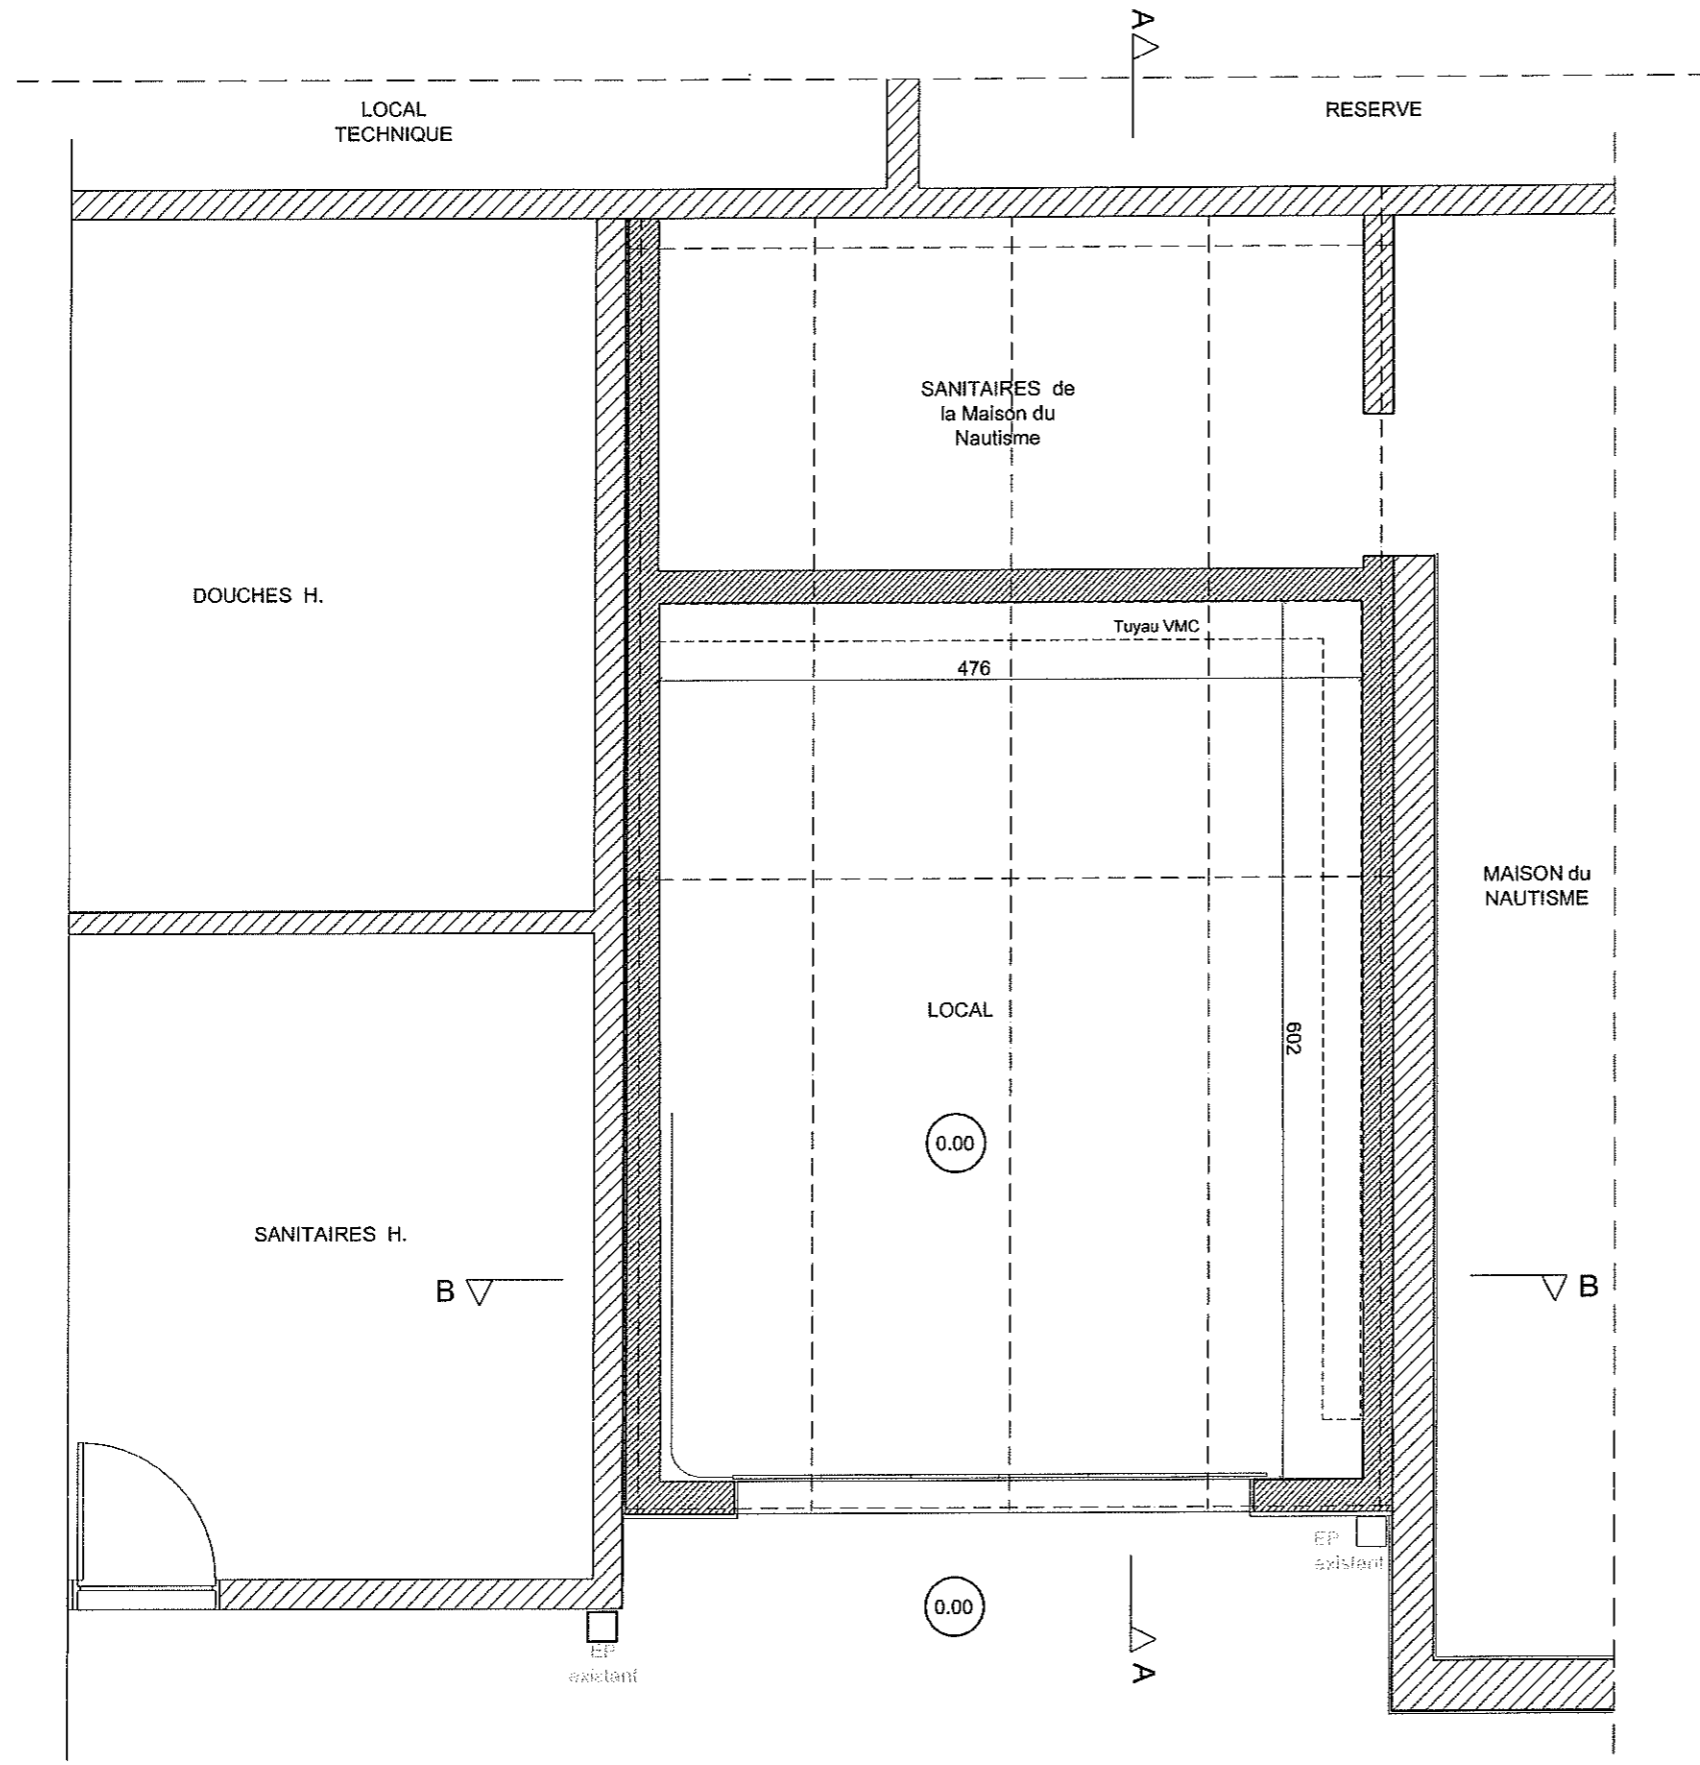 A
LOCAL
TECHNIQUE
RESERVE
SANITAIRES de
la Maison du
Nautisme
DOUCHES H.
Tuyau VMC
476
MAISON du
NAUTISME
LOCAL
602
0.00
SANITAIRES H.
B
B
EP
existant
0.00
EP
existant
A